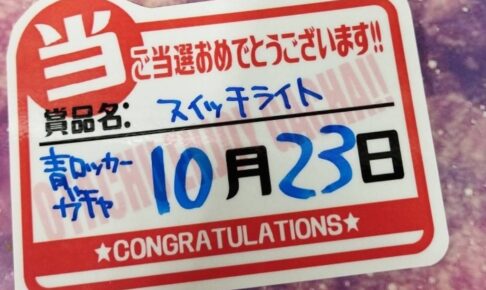 当
ご当選おめでとうございます!!
賞品名: スイッチライト
青ロッカー
ガチャ
10月23日
★CONGRATULATIONS★